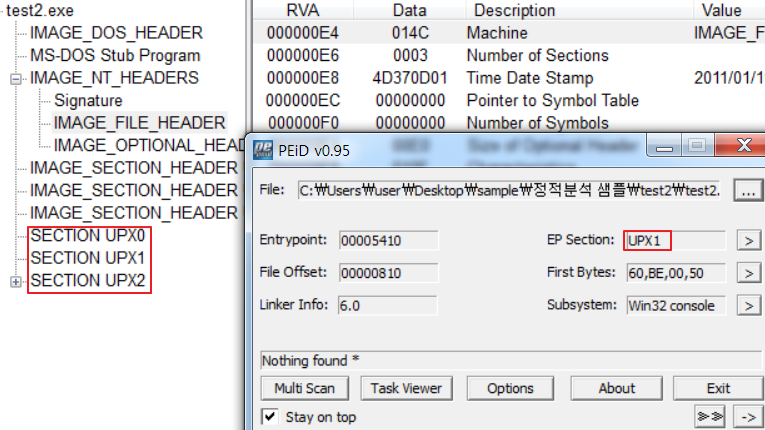 test2.exe
IMAGE_DOS_HEADER
MS-DOS Stub Program
IMAGE_NT_HEADERS
Signature
IMAGE_FILE_HEADER
IMAGE_OPTIONAL_HEAD
IMAGE_SECTION_HEADER
IMAGE_SECTION_HEADER
IMAGE_SECTION_HEADER
SECTION UPX0
SECTION UPX1
SECTION UPX2
RVA Data Description Value
000000E4 014C Machine IMAGE_F
000000E6 0003 Number of Sections
000000E8 4D370D01 Time Date Stamp 2011/01/1
000000EC 00000000 Pointer to Symbol Table
000000F0 00000000 Number of Symbols
00E0 Size of Optional Header
PEiD v0.95
File: C:₩Users₩user₩Desktop₩sample₩정적분석 샘플₩test2₩test2. ...
Entrypoint: 00005410 EP Section: UPX1 >
File Offset: 00000810 First Bytes: 60,BE,00,50 >
Linker Info: 6.0 Subsystem: Win32 console >
Nothing found *
Multi Scan Task Viewer Options About Exit
Stay on top >> ->